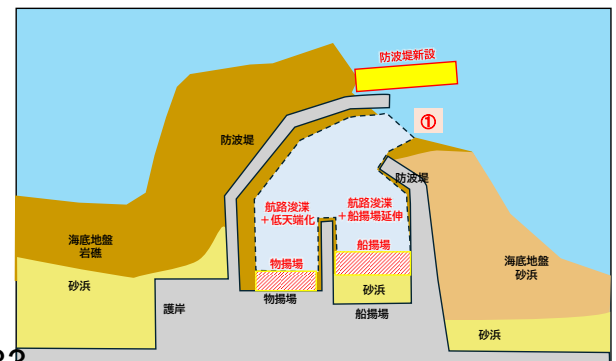 防波堤新設
①
防波堤
防波堤
航路浚渫
＋低天端化
航路浚渫
＋船揚場延伸
海底地盤
岩礁
船揚場
物揚場
海底地盤
砂浜
砂浜
砂浜
物揚場
護岸
船揚場
砂浜